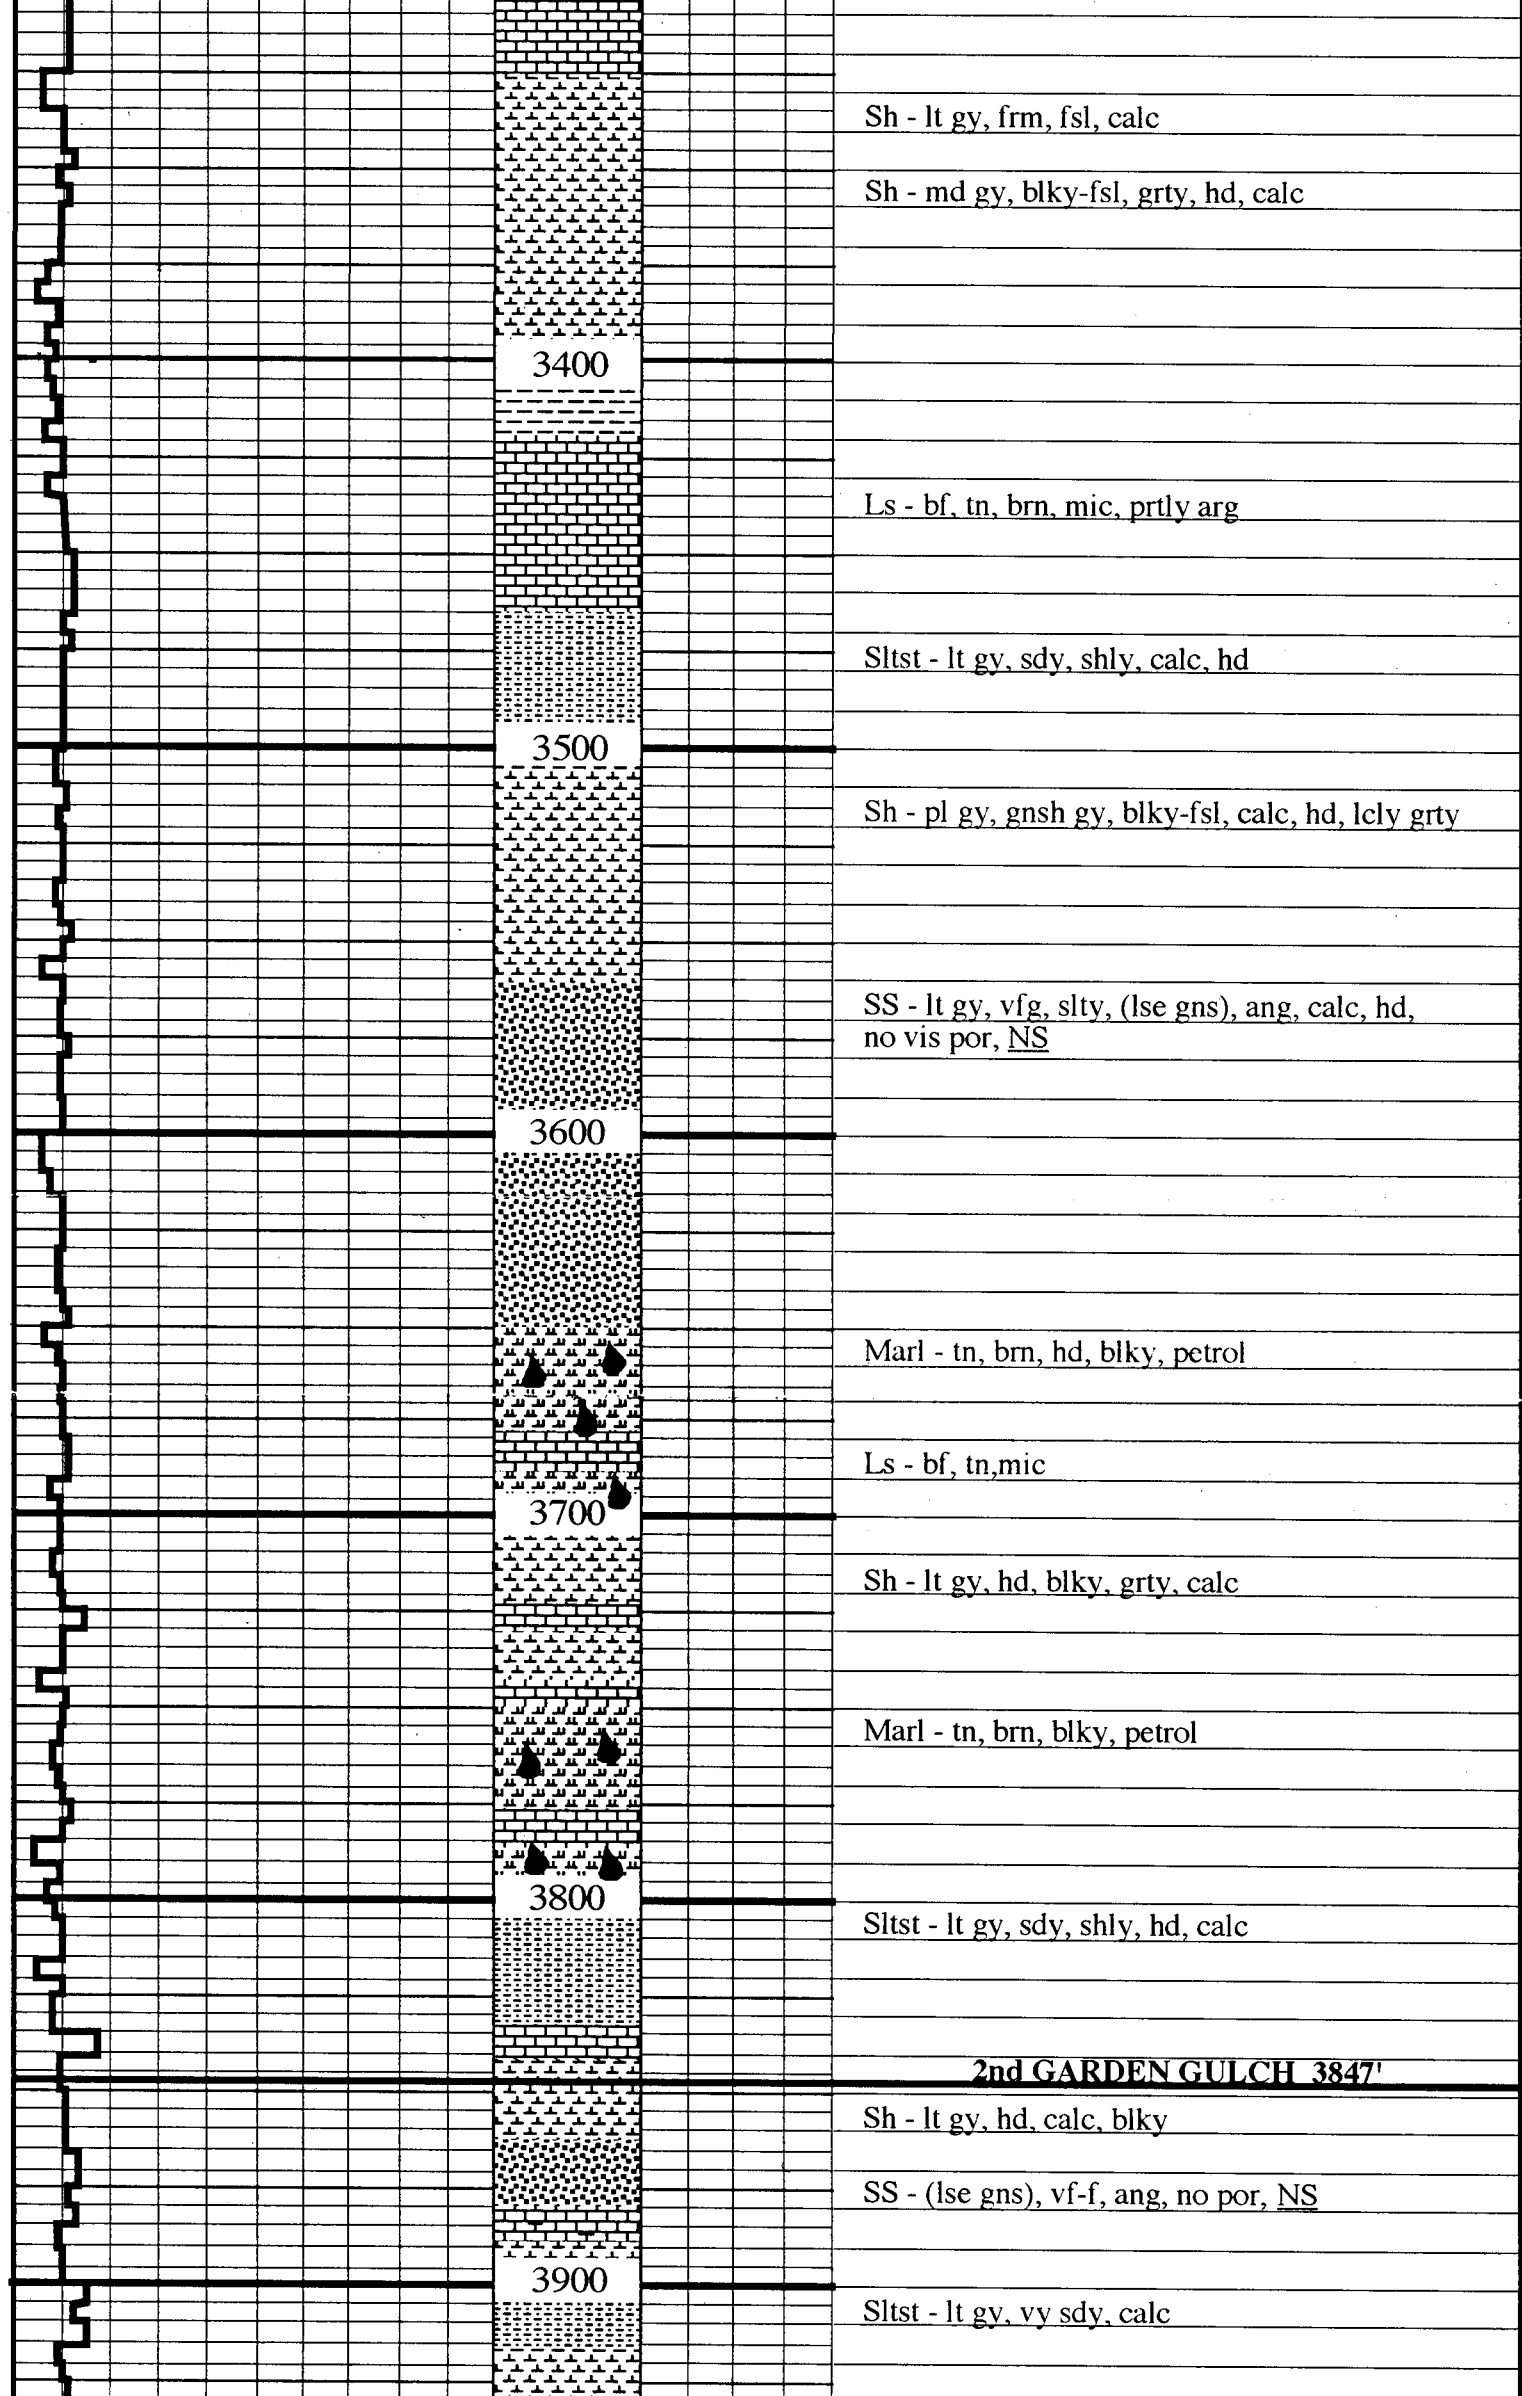 Sh - lt gy, frm, fsl, calc
Sh - md gy, blky-fsl, grty, hd, calc
3400
Ls - bf, tn, brn, mic, prtly arg
Sltst - lt gy, sdy, shly, calc, hd
3500
Sh - pl gy, gnsh gy, blky-fsl, calc, hd, lcly grty
SS - lt gy, vfg, slty, (lse gns), ang, calc, hd,
no vis por, NS
3600
Marl - tn, brn, hd, blky, petrol
Ls - bf, tn,mic
3700
Sh - lt gy, hd, blky, grty, calc
Marl - tn, brn, blky, petrol
3800
Sltst - lt gy, sdy, shly, hd, calc
2nd GARDEN GULCH 3847'
Sh - lt gy, hd, calc, blky
SS - (lse gns), vf-f, ang, no por, NS
3900
Sltst - lt gy, vy sdy, calc